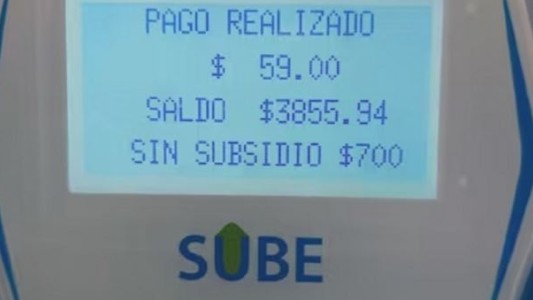 PAGO REALIZADO
$ 59.00
SALDO $3855.94
SIN SUBSIDIO $700
SUBE